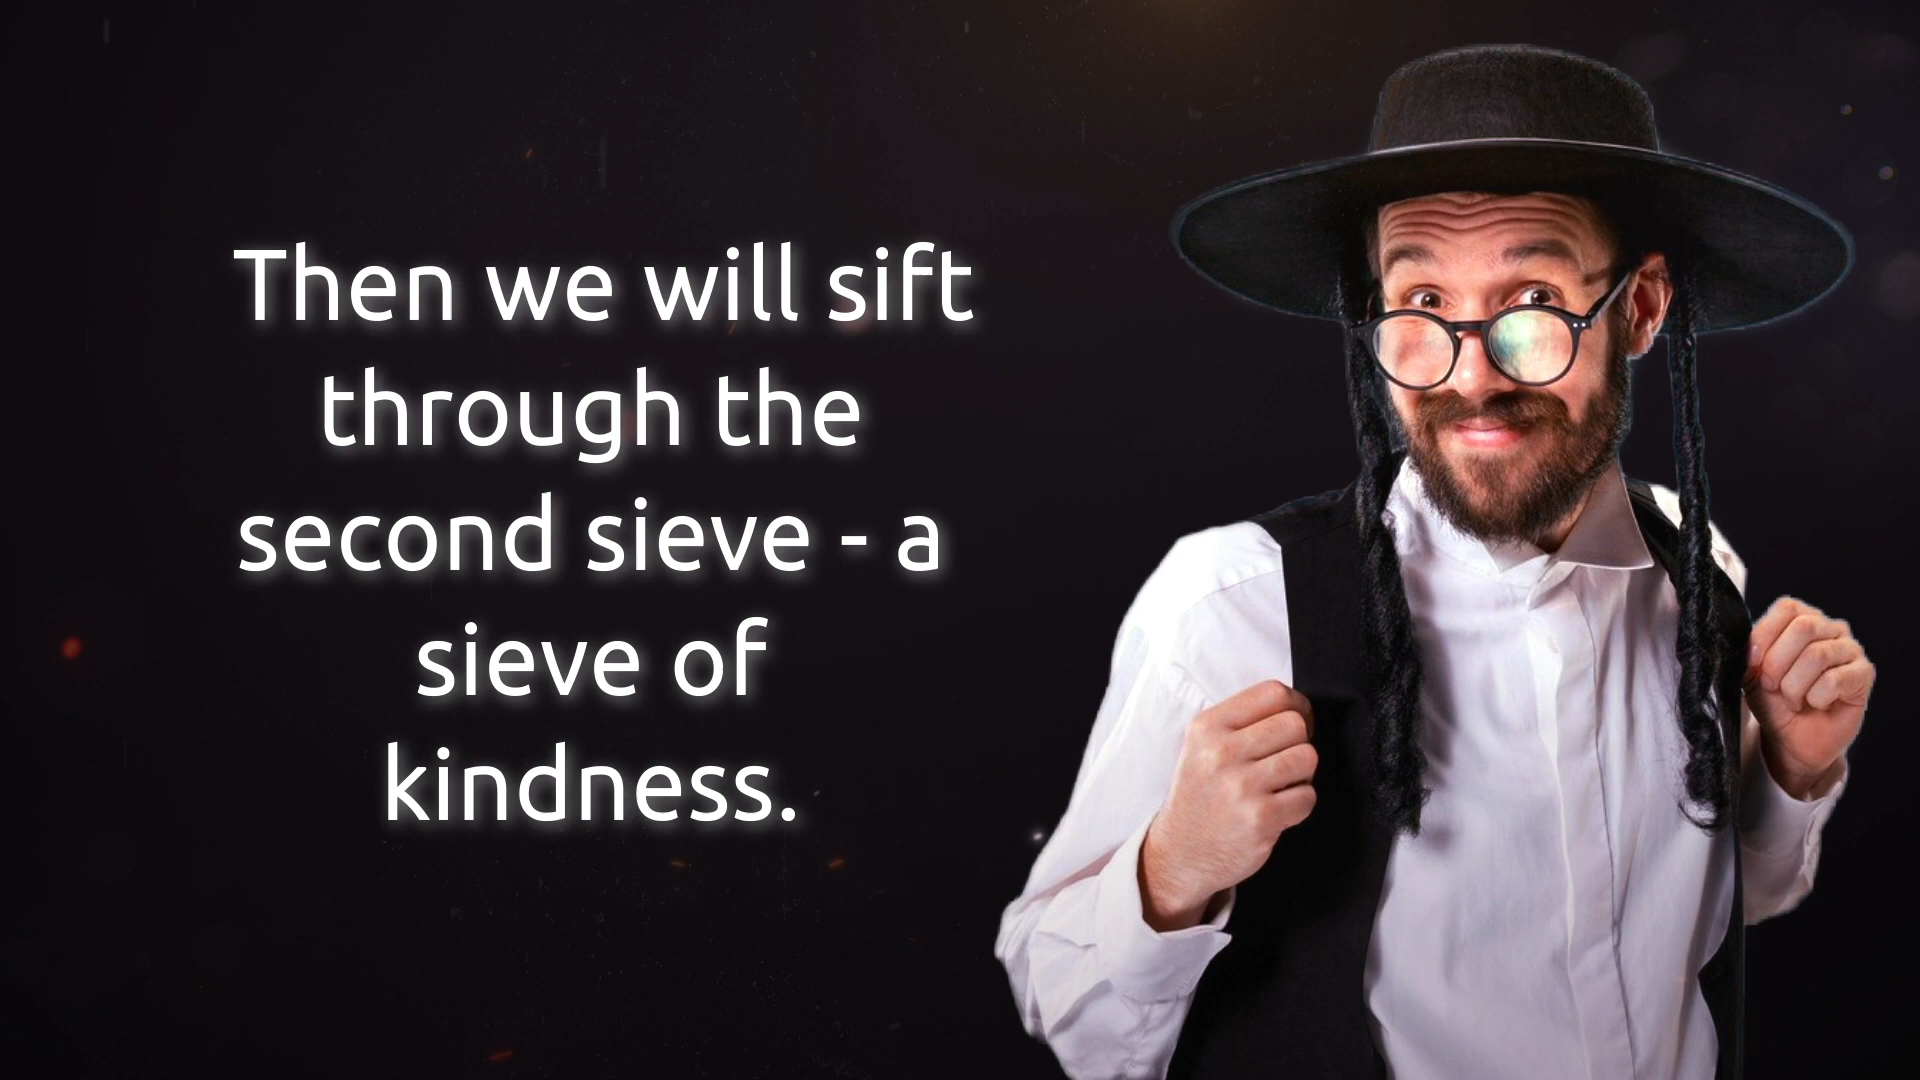 Then we will sift
through the
second sieve - a
sieve of
kindness.